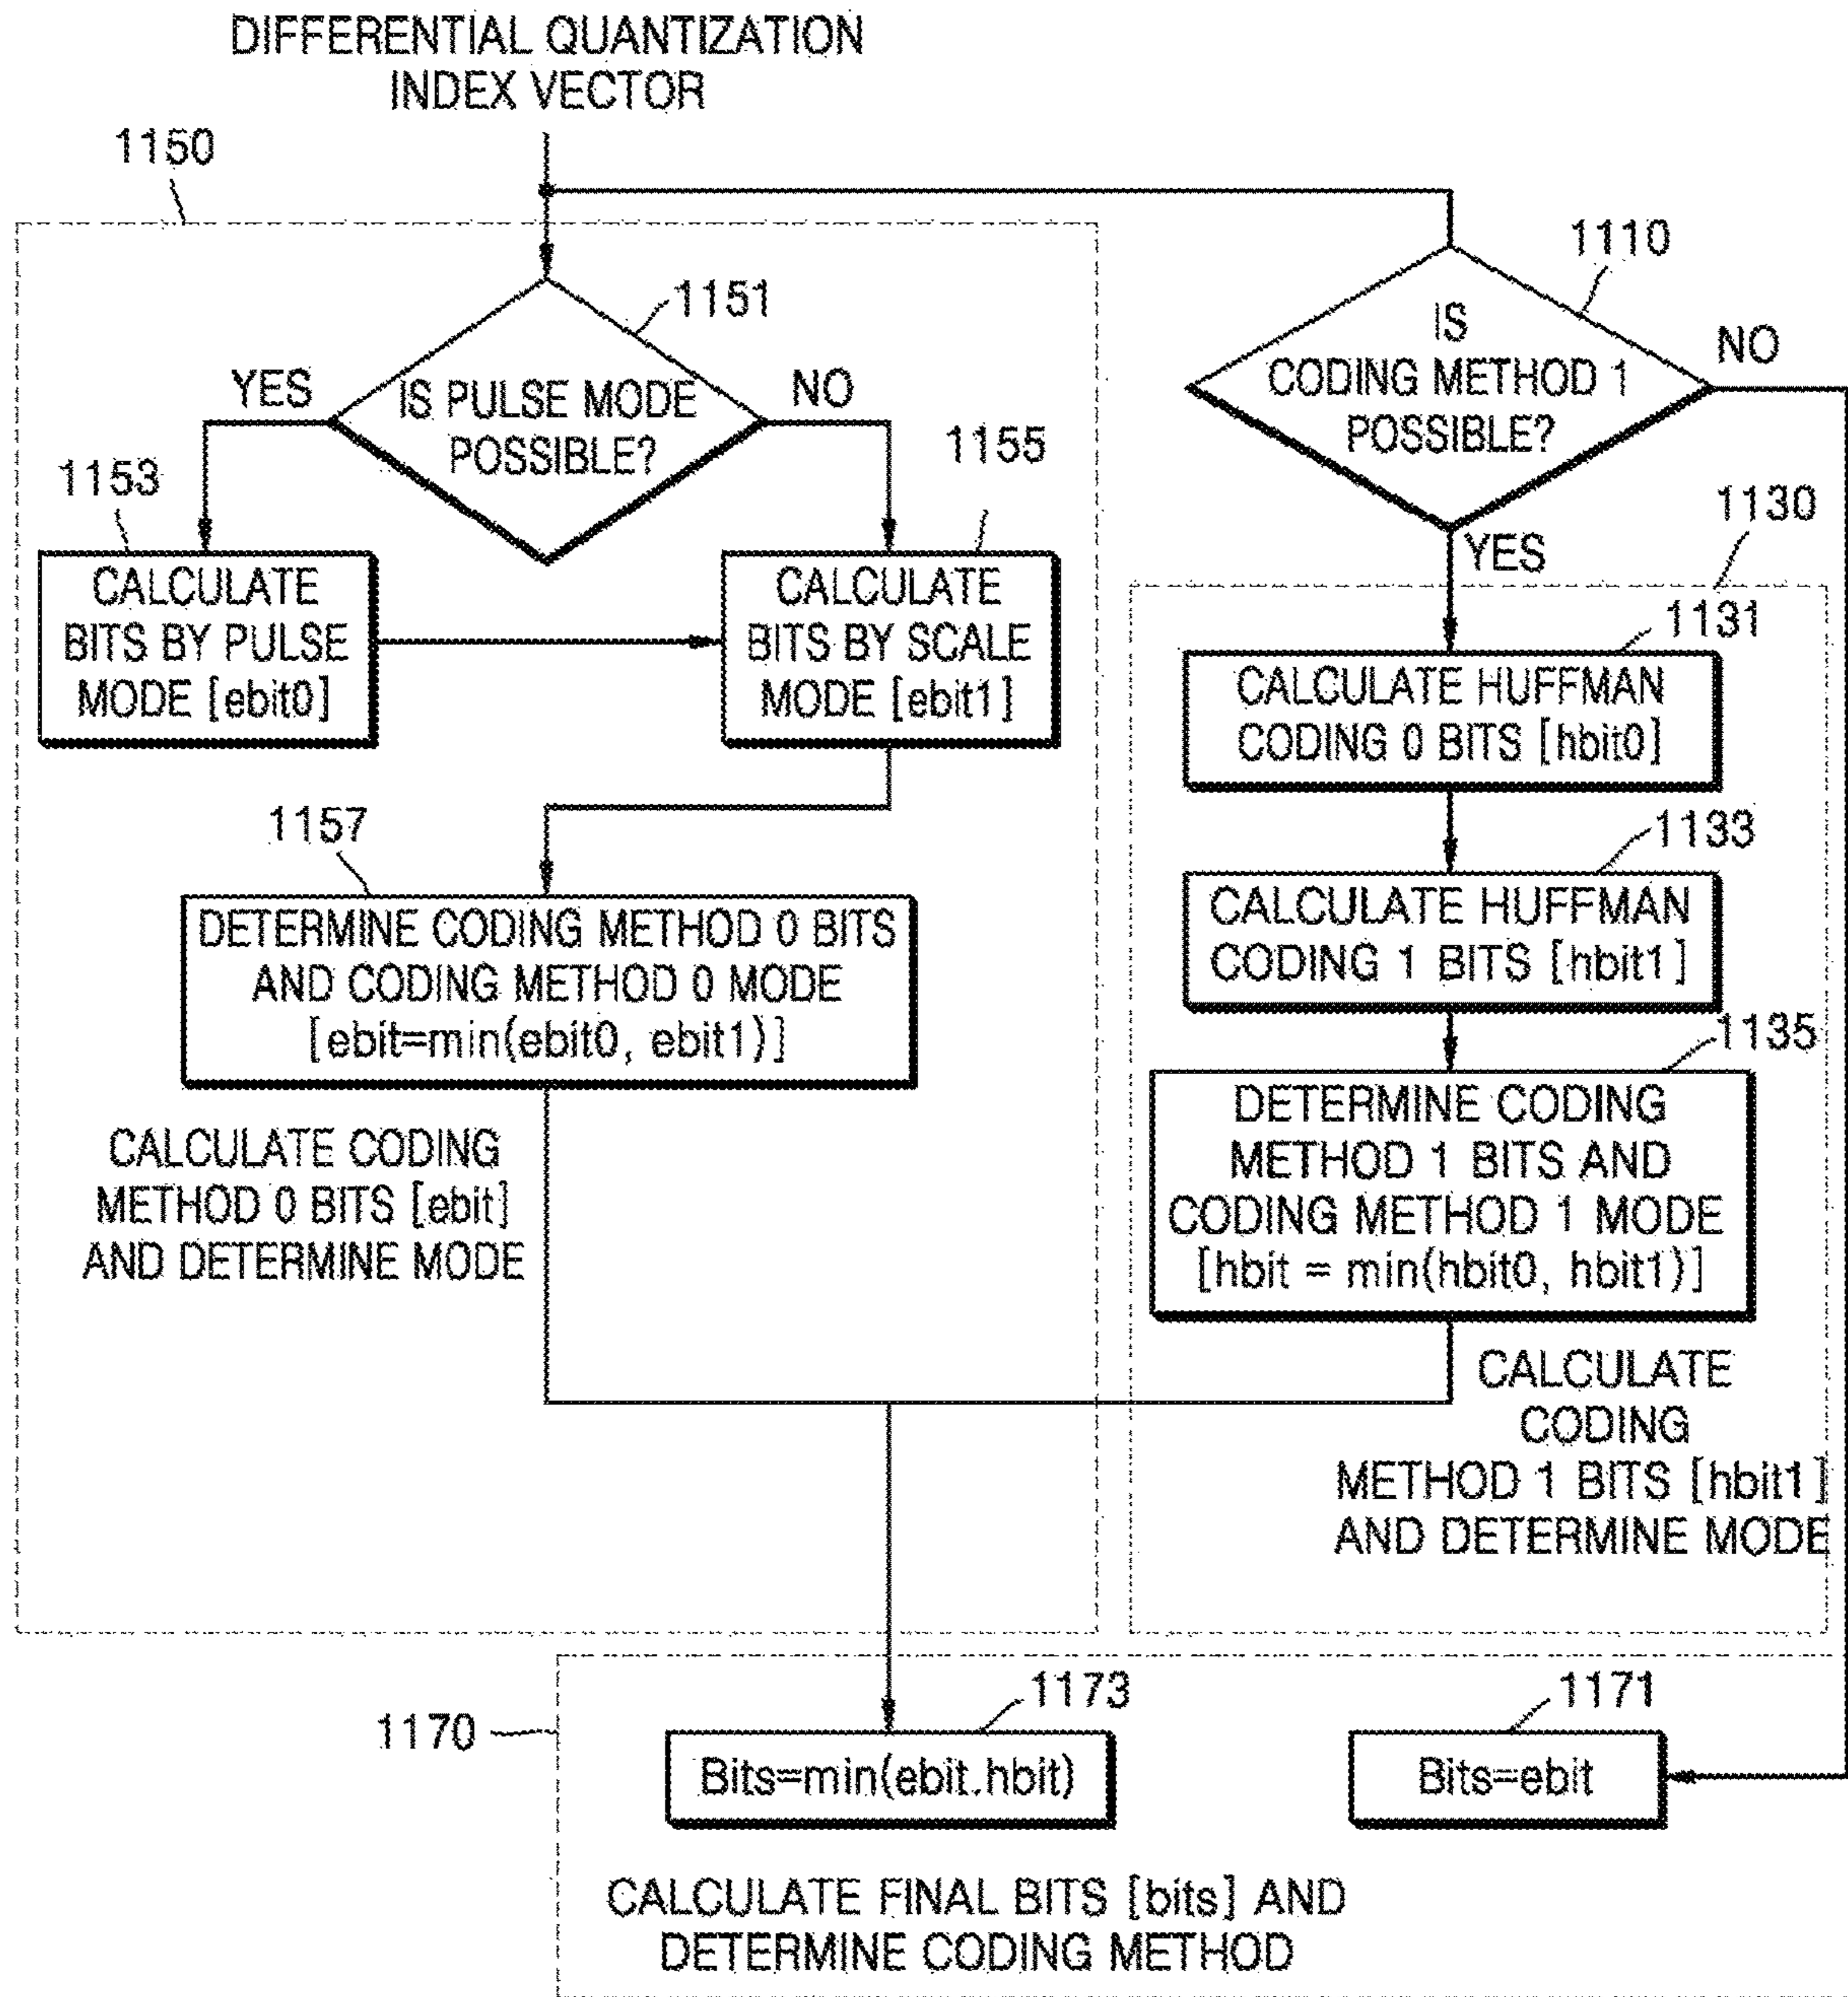 DIFFERENTIAL QUANTIZATION
INDEX VECTOR
1150
1151
IS PULSE MODE
POSSIBLE?
YES
NO
1153
CALCULATE
BITS BY PULSE
MODE [ebit0]
1155
CALCULATE
BITS BY SCALE
MODE [ebit1]
1157
DETERMINE CODING METHOD 0 BITS
AND CODING METHOD 0 MODE
[ebit=min(ebit0, ebit1)]
CALCULATE CODING
METHOD 0 BITS [ebit]
AND DETERMINE MODE
1110
IS
CODING METHOD 1
POSSIBLE?
NO
YES
1130
1131
CALCULATE HUFFMAN
CODING 0 BITS [hbit0]
1133
CALCULATE HUFFMAN
CODING 1 BITS [hbit1]
1135
DETERMINE CODING
METHOD 1 BITS AND
CODING METHOD 1 MODE
[hbit = min(hbit0, hbit1)]
CALCULATE
CODING
METHOD 1 BITS [hbit1]
AND DETERMINE MODE
1170
1173
Bits=min(ebit.hbit)
1171
Bits=ebit
CALCULATE FINAL BITS [bits] AND
DETERMINE CODING METHOD